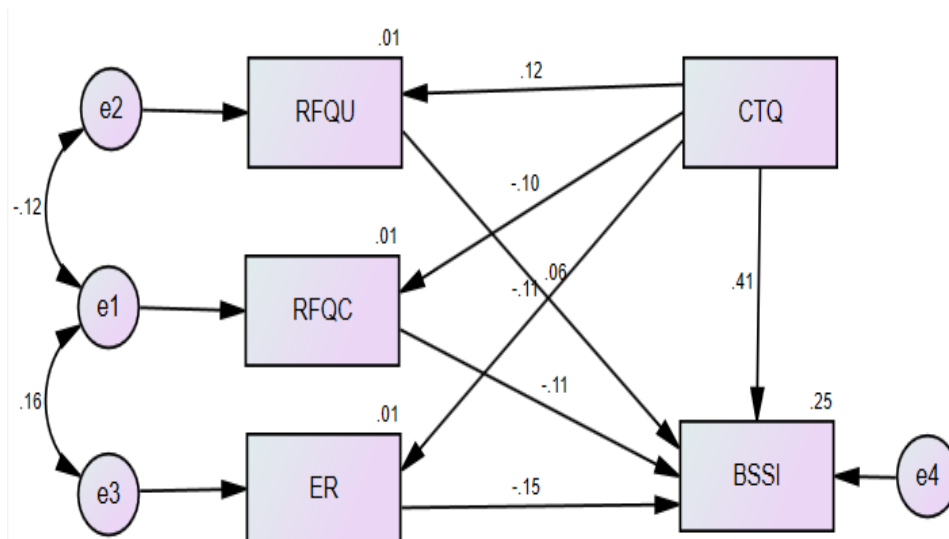 .01
.12
e2
RFQU
CTQ
-.12
-.10
.01
.06
-.11
.41
e1
RFQC
-.11
.16
.01
.25
ER
-.15
BSSI
e3
e4